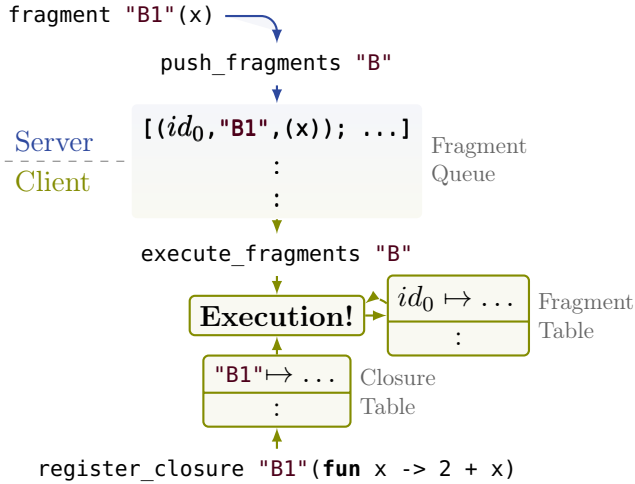 fragment "B1"(x)
push_fragments "B"
[(id₀,"B1",(x)); ...]
:
:
Fragment
Queue
Server
Client
execute_fragments "B"
Execution!
id₀ ↦ ...
:
Fragment
Table
"B1"↦ ...
:
Closure
Table
register_closure "B1"(fun x -> 2 + x)